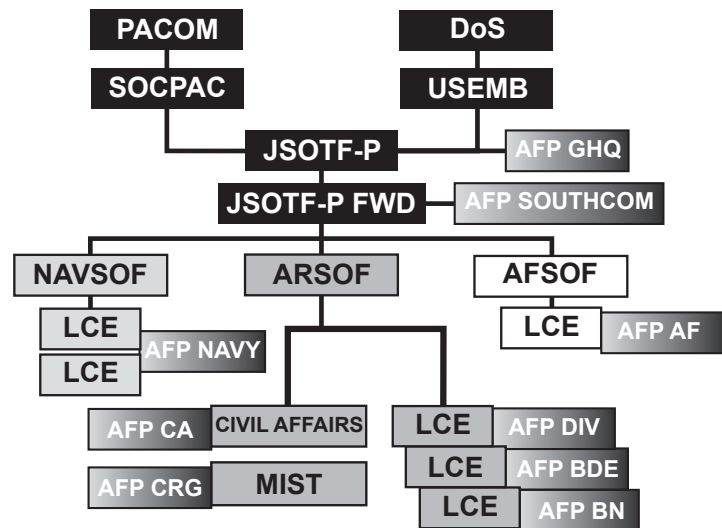 PACOM
DoS
SOCPAC
USEMB
JSOTF-P
AFP GHQ
JSOTF-P FWD
AFP SOUTHCOM
NAVSOF
ARSOF
AFSOF
LCE
AFP NAVY
LCE
LCE
AFP AF
AFP CA
CIVIL AFFAIRS
LCE
AFP DIV
AFP CRG
MIST
LCE
AFP BDE
LCE
AFP BN